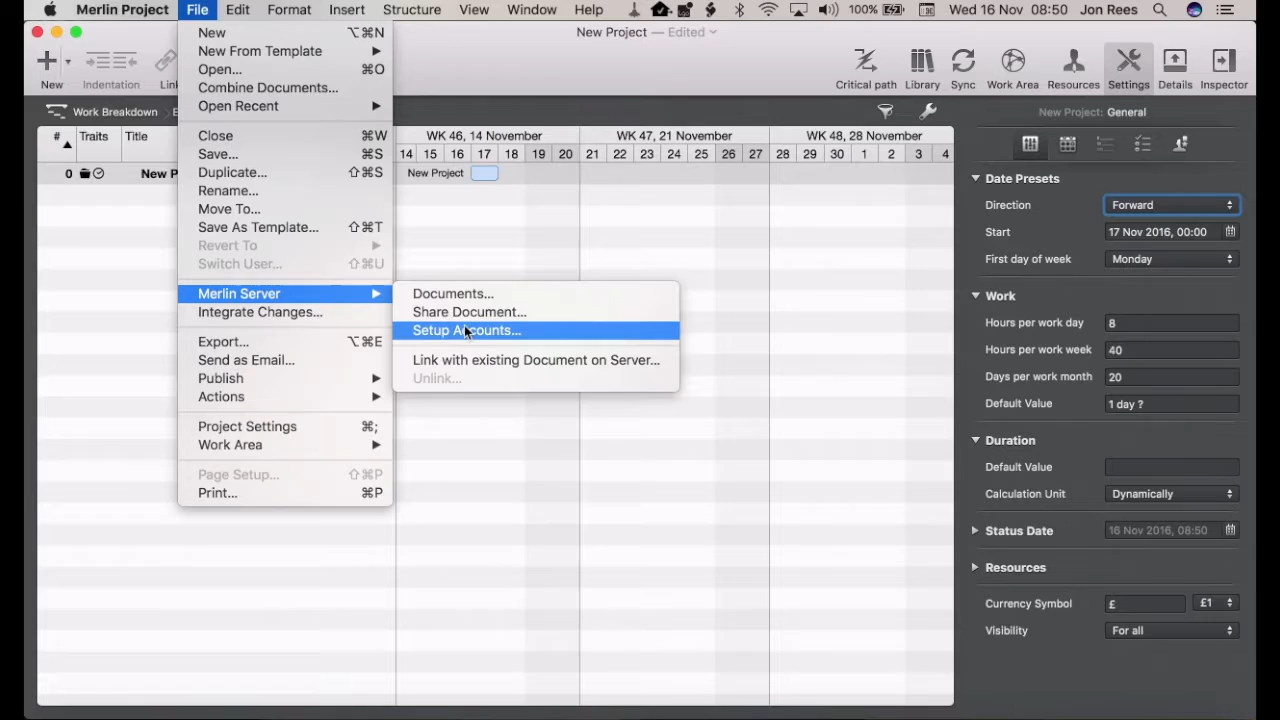 Merlin Project File Edit Format Insert Structure View Window Help 100% Wed 16 Nov 08:50 Jon Rees
New Project — Edited
New Indentation Link Critical path Library Sync Work Area Resources Settings Details Inspector
Work Breakdown
New Project: General
# Traits Title
WK 46, 14 November WK 47, 21 November WK 48, 28 November
14 15 16 17 18 19 20 21 22 23 24 25 26 27 28 29 30 1 2 3 4
0 New P New Project
New ⌥⌘N
New From Template
Open... ⌘O
Combine Documents...
Open Recent
Close ⌘W
Save... ⌘S
Duplicate... ⇧⌘S
Rename...
Move To...
Save As Template... ⇧⌘T
Revert To
Switch User... ⇧⌘U
Merlin Server
Integrate Changes...
Export... ⌥⌘E
Send as Email...
Publish
Actions
Project Settings ⌘;
Work Area
Page Setup... ⇧⌘P
Print... ⌘P
Documents...
Share Document...
Setup Accounts...
Link with existing Document on Server...
Unlink...
Date Presets
Direction Forward
Start 17 Nov 2016, 00:00
First day of week Monday
Work
Hours per work day 8
Hours per work week 40
Days per work month 20
Default Value 1 day ?
Duration
Default Value
Calculation Unit Dynamically
Status Date 16 Nov 2016, 08:50
Resources
Currency Symbol £ £1
Visibility For all